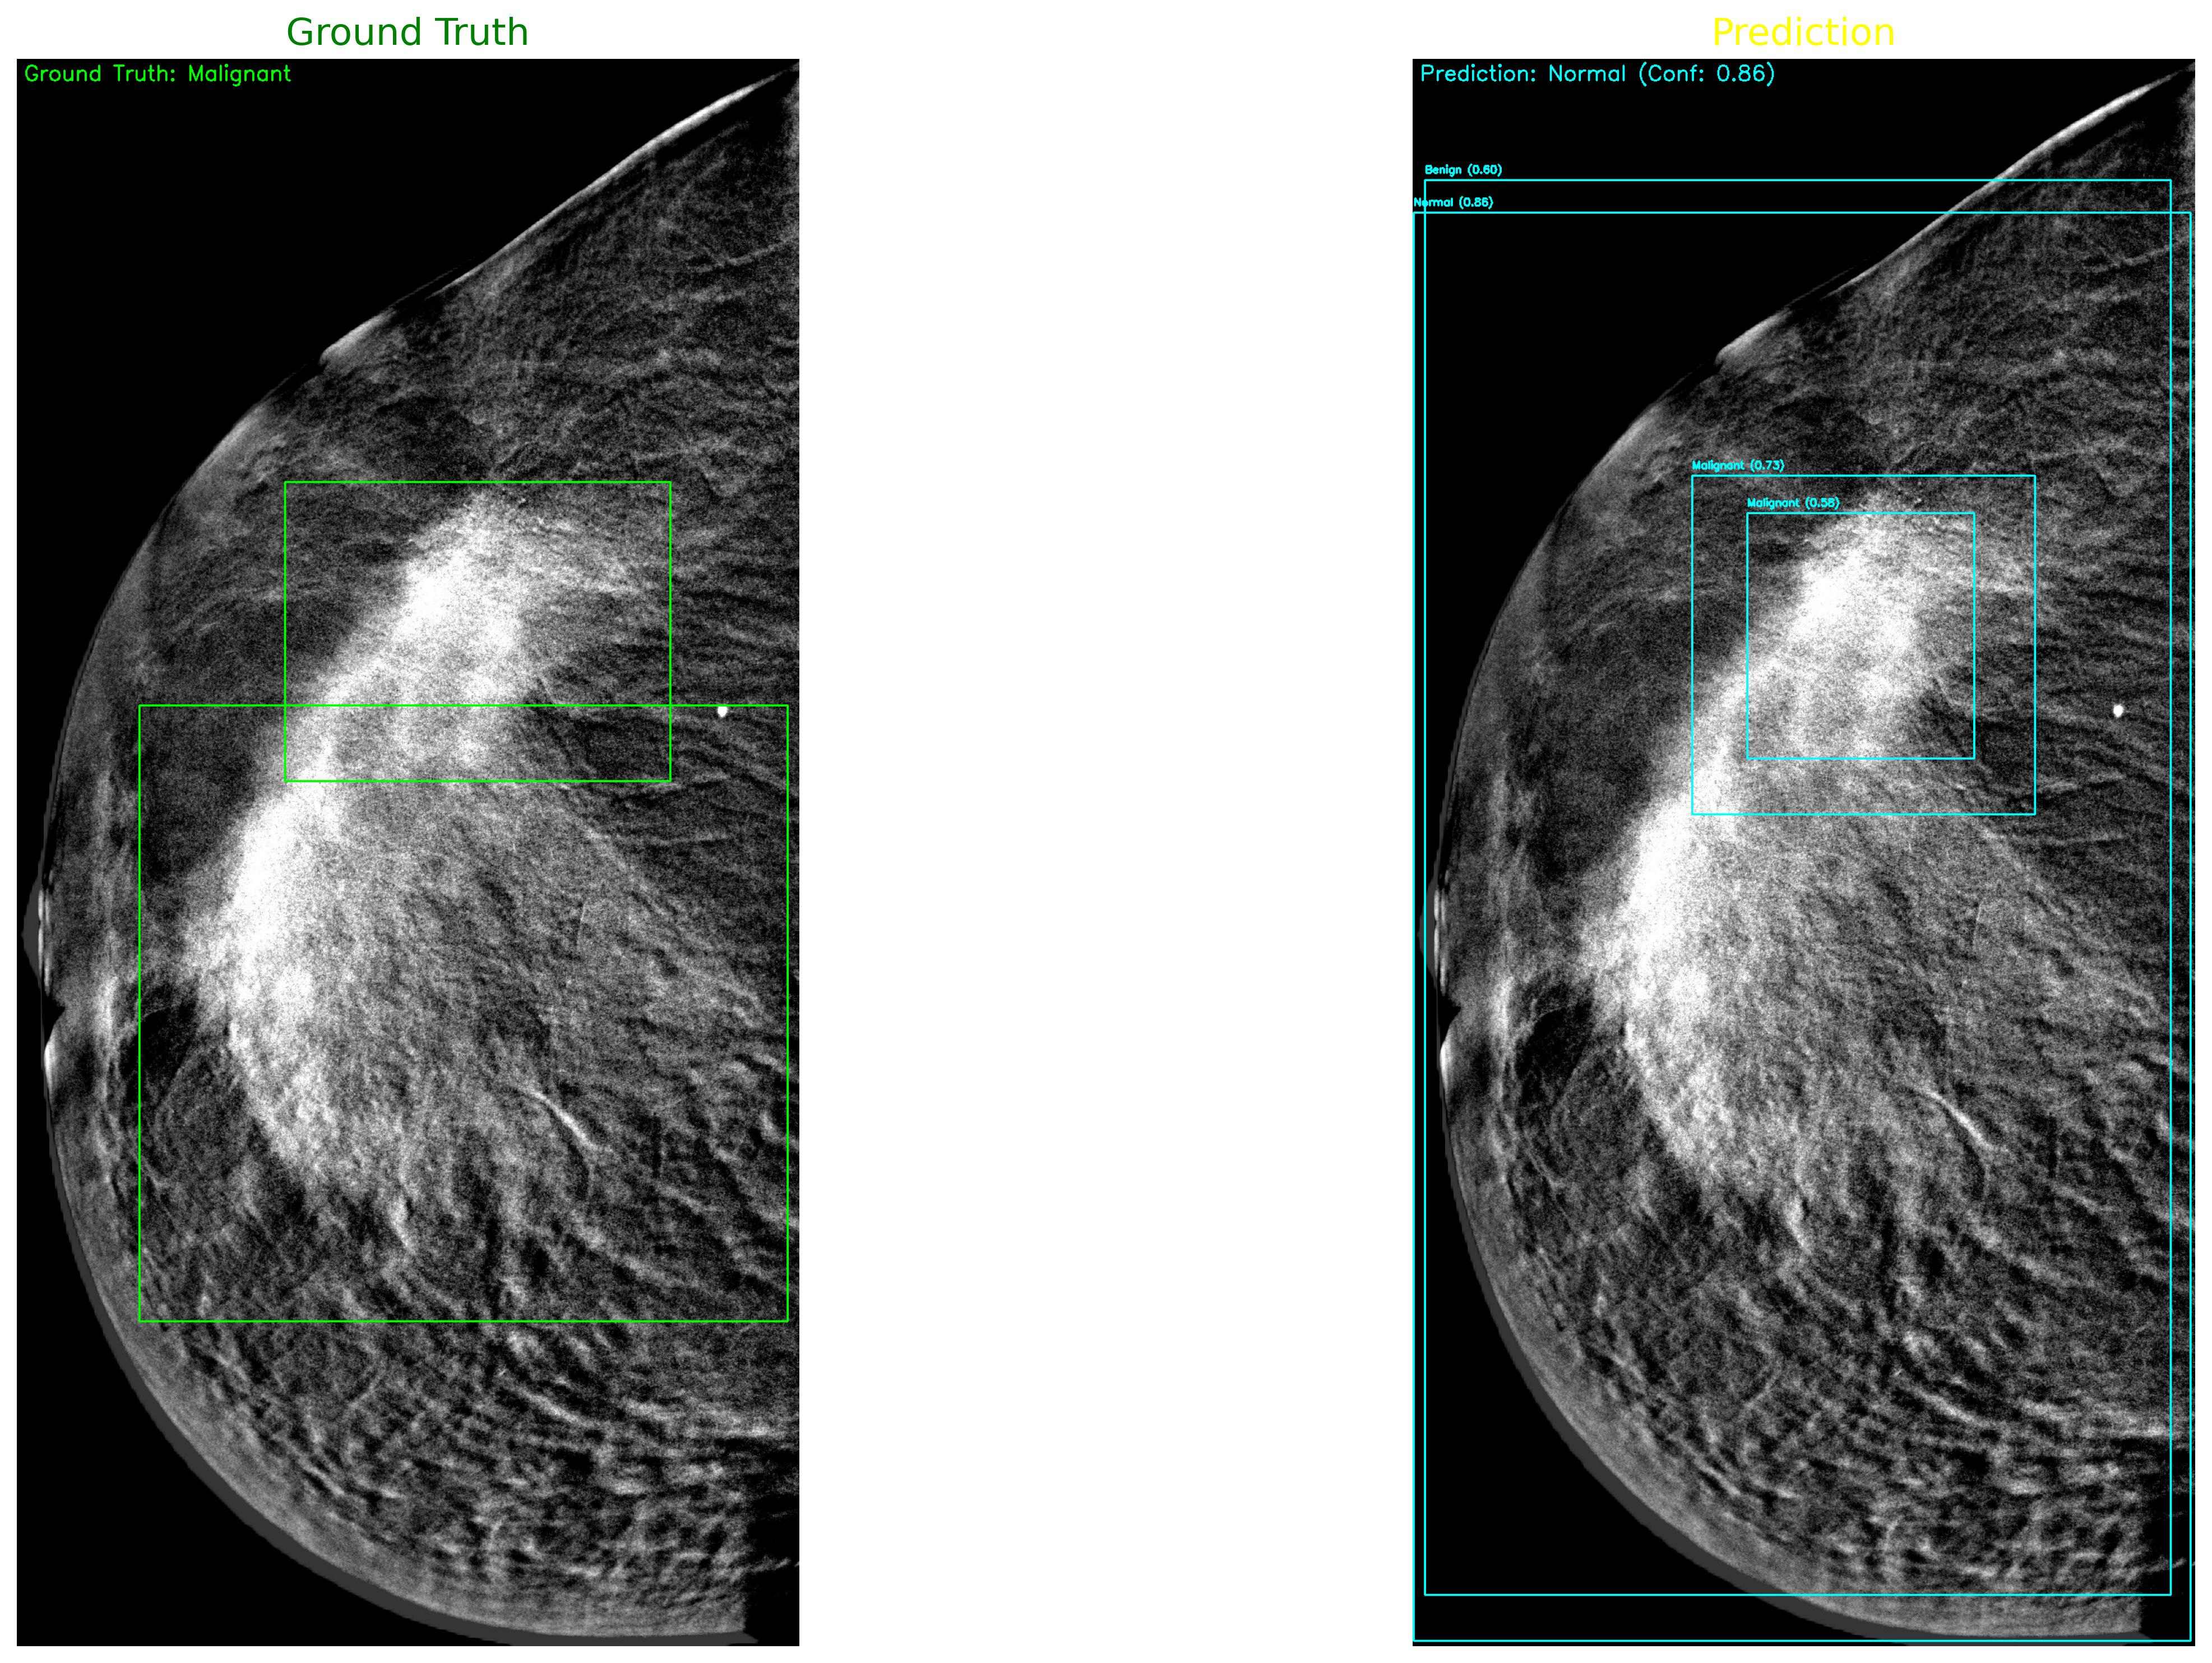 Ground Truth
Prediction
Ground Truth: Malignant
Prediction: Normal (Conf: 0.86)
Benign (0.60)
Normal (0.86)
Malignant (0.73)
Malignant (0.58)